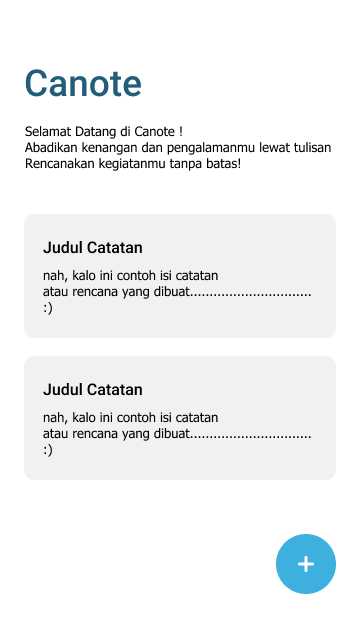 Canote
Selamat Datang di Canote !
Abadikan kenangan dan pengalamanmu lewat tulisan
Rencanakan kegiatanmu tanpa batas!
Judul Catatan
nah, kalo ini contoh isi catatan
atau rencana yang dibuat...............................
:)
Judul Catatan
nah, kalo ini contoh isi catatan
atau rencana yang dibuat...............................
:)
+